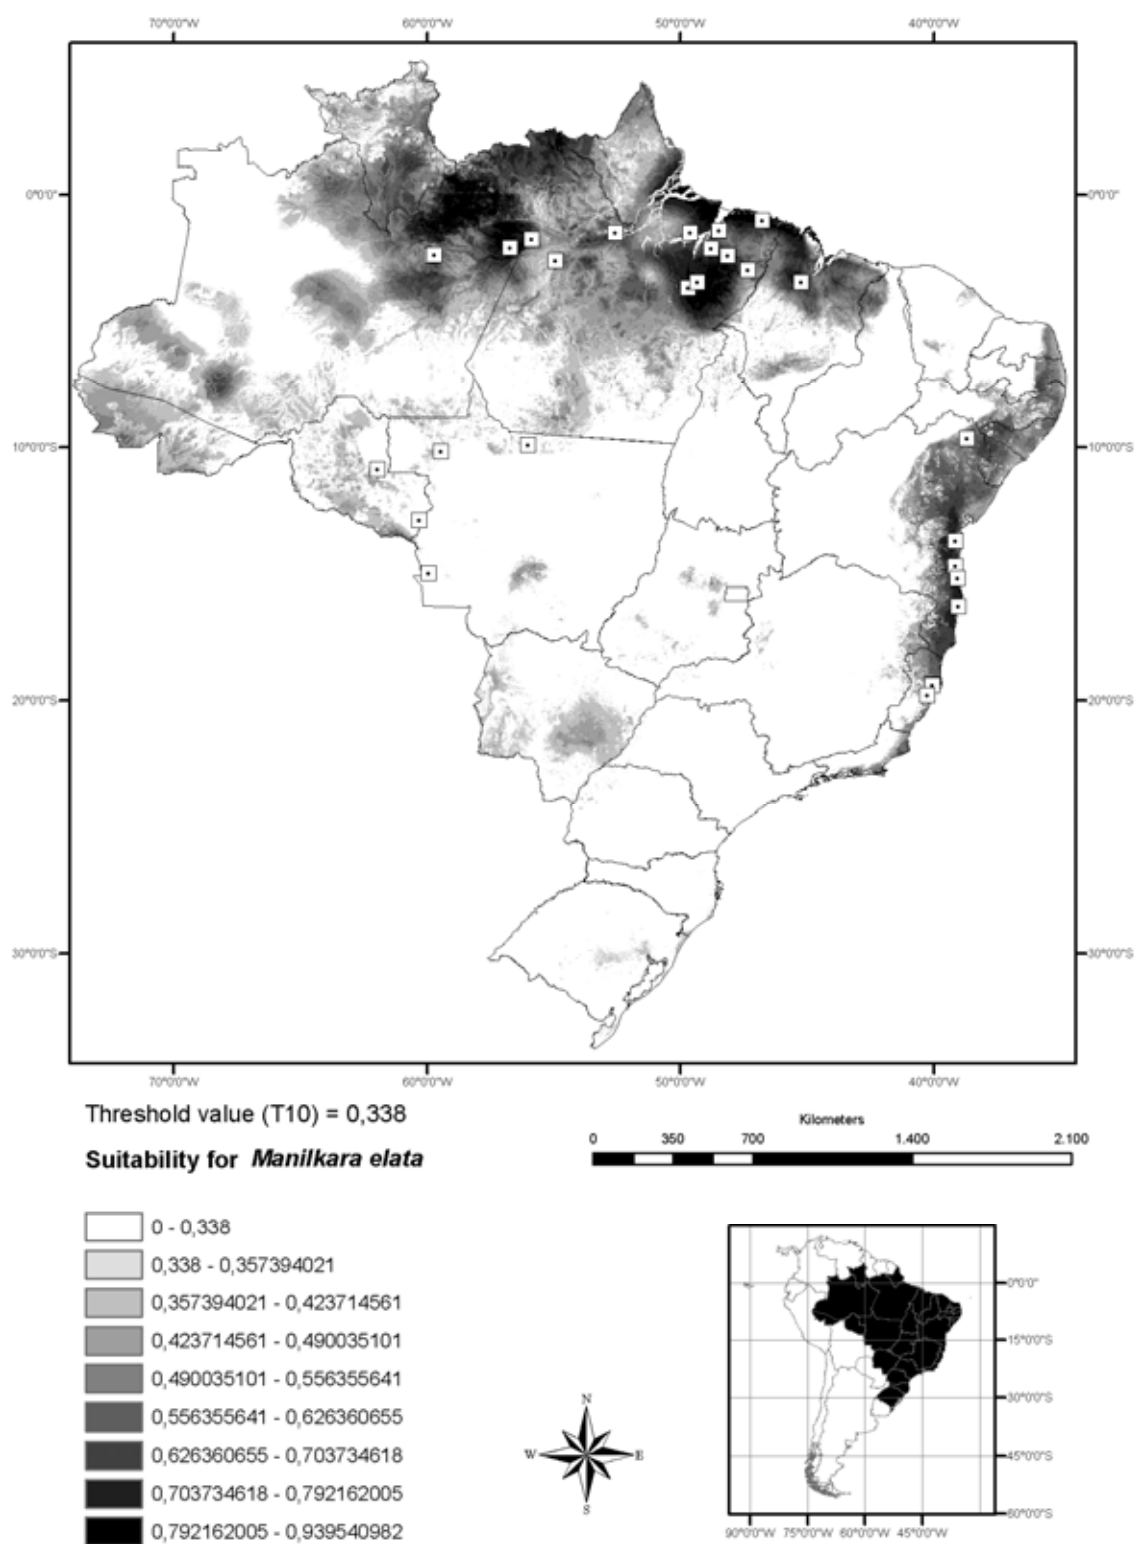 70°0'0"W 60°0'0"W 50°0'0"W 40°0'0"W
0°0'0" 0°0'0"
10°0'0"S 10°0'0"S
20°0'0"S 20°0'0"S
30°0'0"S 30°0'0"S
70°0'0"W 60°0'0"W 50°0'0"W 40°0'0"W
Threshold value (T10) = 0,338
Kilometers
0 350 700 1.400 2.100
Suitability for Manilkara elata
0 - 0,338
0,338 - 0,357394021
0,357394021 - 0,423714561
0,423714561 - 0,490035101
0,490035101 - 0,556355641
0,556355641 - 0,626360655
0,626360655 - 0,703734618
0,703734618 - 0,792162005
0,792162005 - 0,939540982
N
W E
S
0°0'0"
15°0'0"S
30°0'0"S
45°0'0"S
60°0'0"S
90°0'0"W 75°0'0"W 60°0'0"W 45°0'0"W